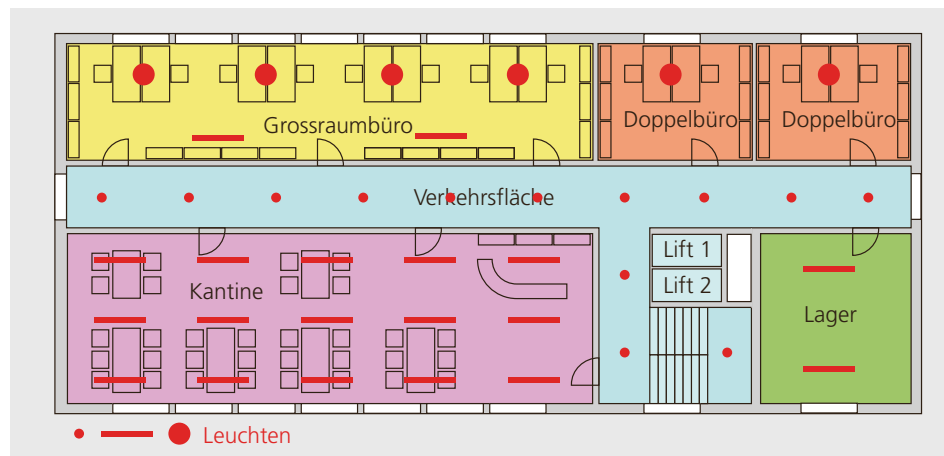 Grossraumbüro
Doppelbüro
Doppelbüro
Verkehrsfläche
Kantine
Lift 1
Lift 2
Lager
Leuchten